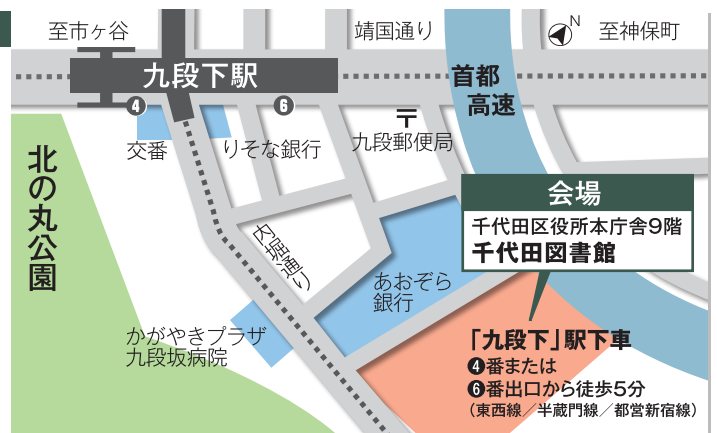 至市ヶ谷
靖国通り
N
至神保町
九段下駅
首都
高速
4
6
〒
九段郵便局
交番
りそな銀行
北の丸公園
会場
千代田区役所本庁舎9階
千代田図書館
内堀通り
あおぞら
銀行
かがやきプラザ
九段坂病院
「九段下」駅下車
❹番または
❻番出口から徒歩5分
（東西線／半蔵門線／都営新宿線）